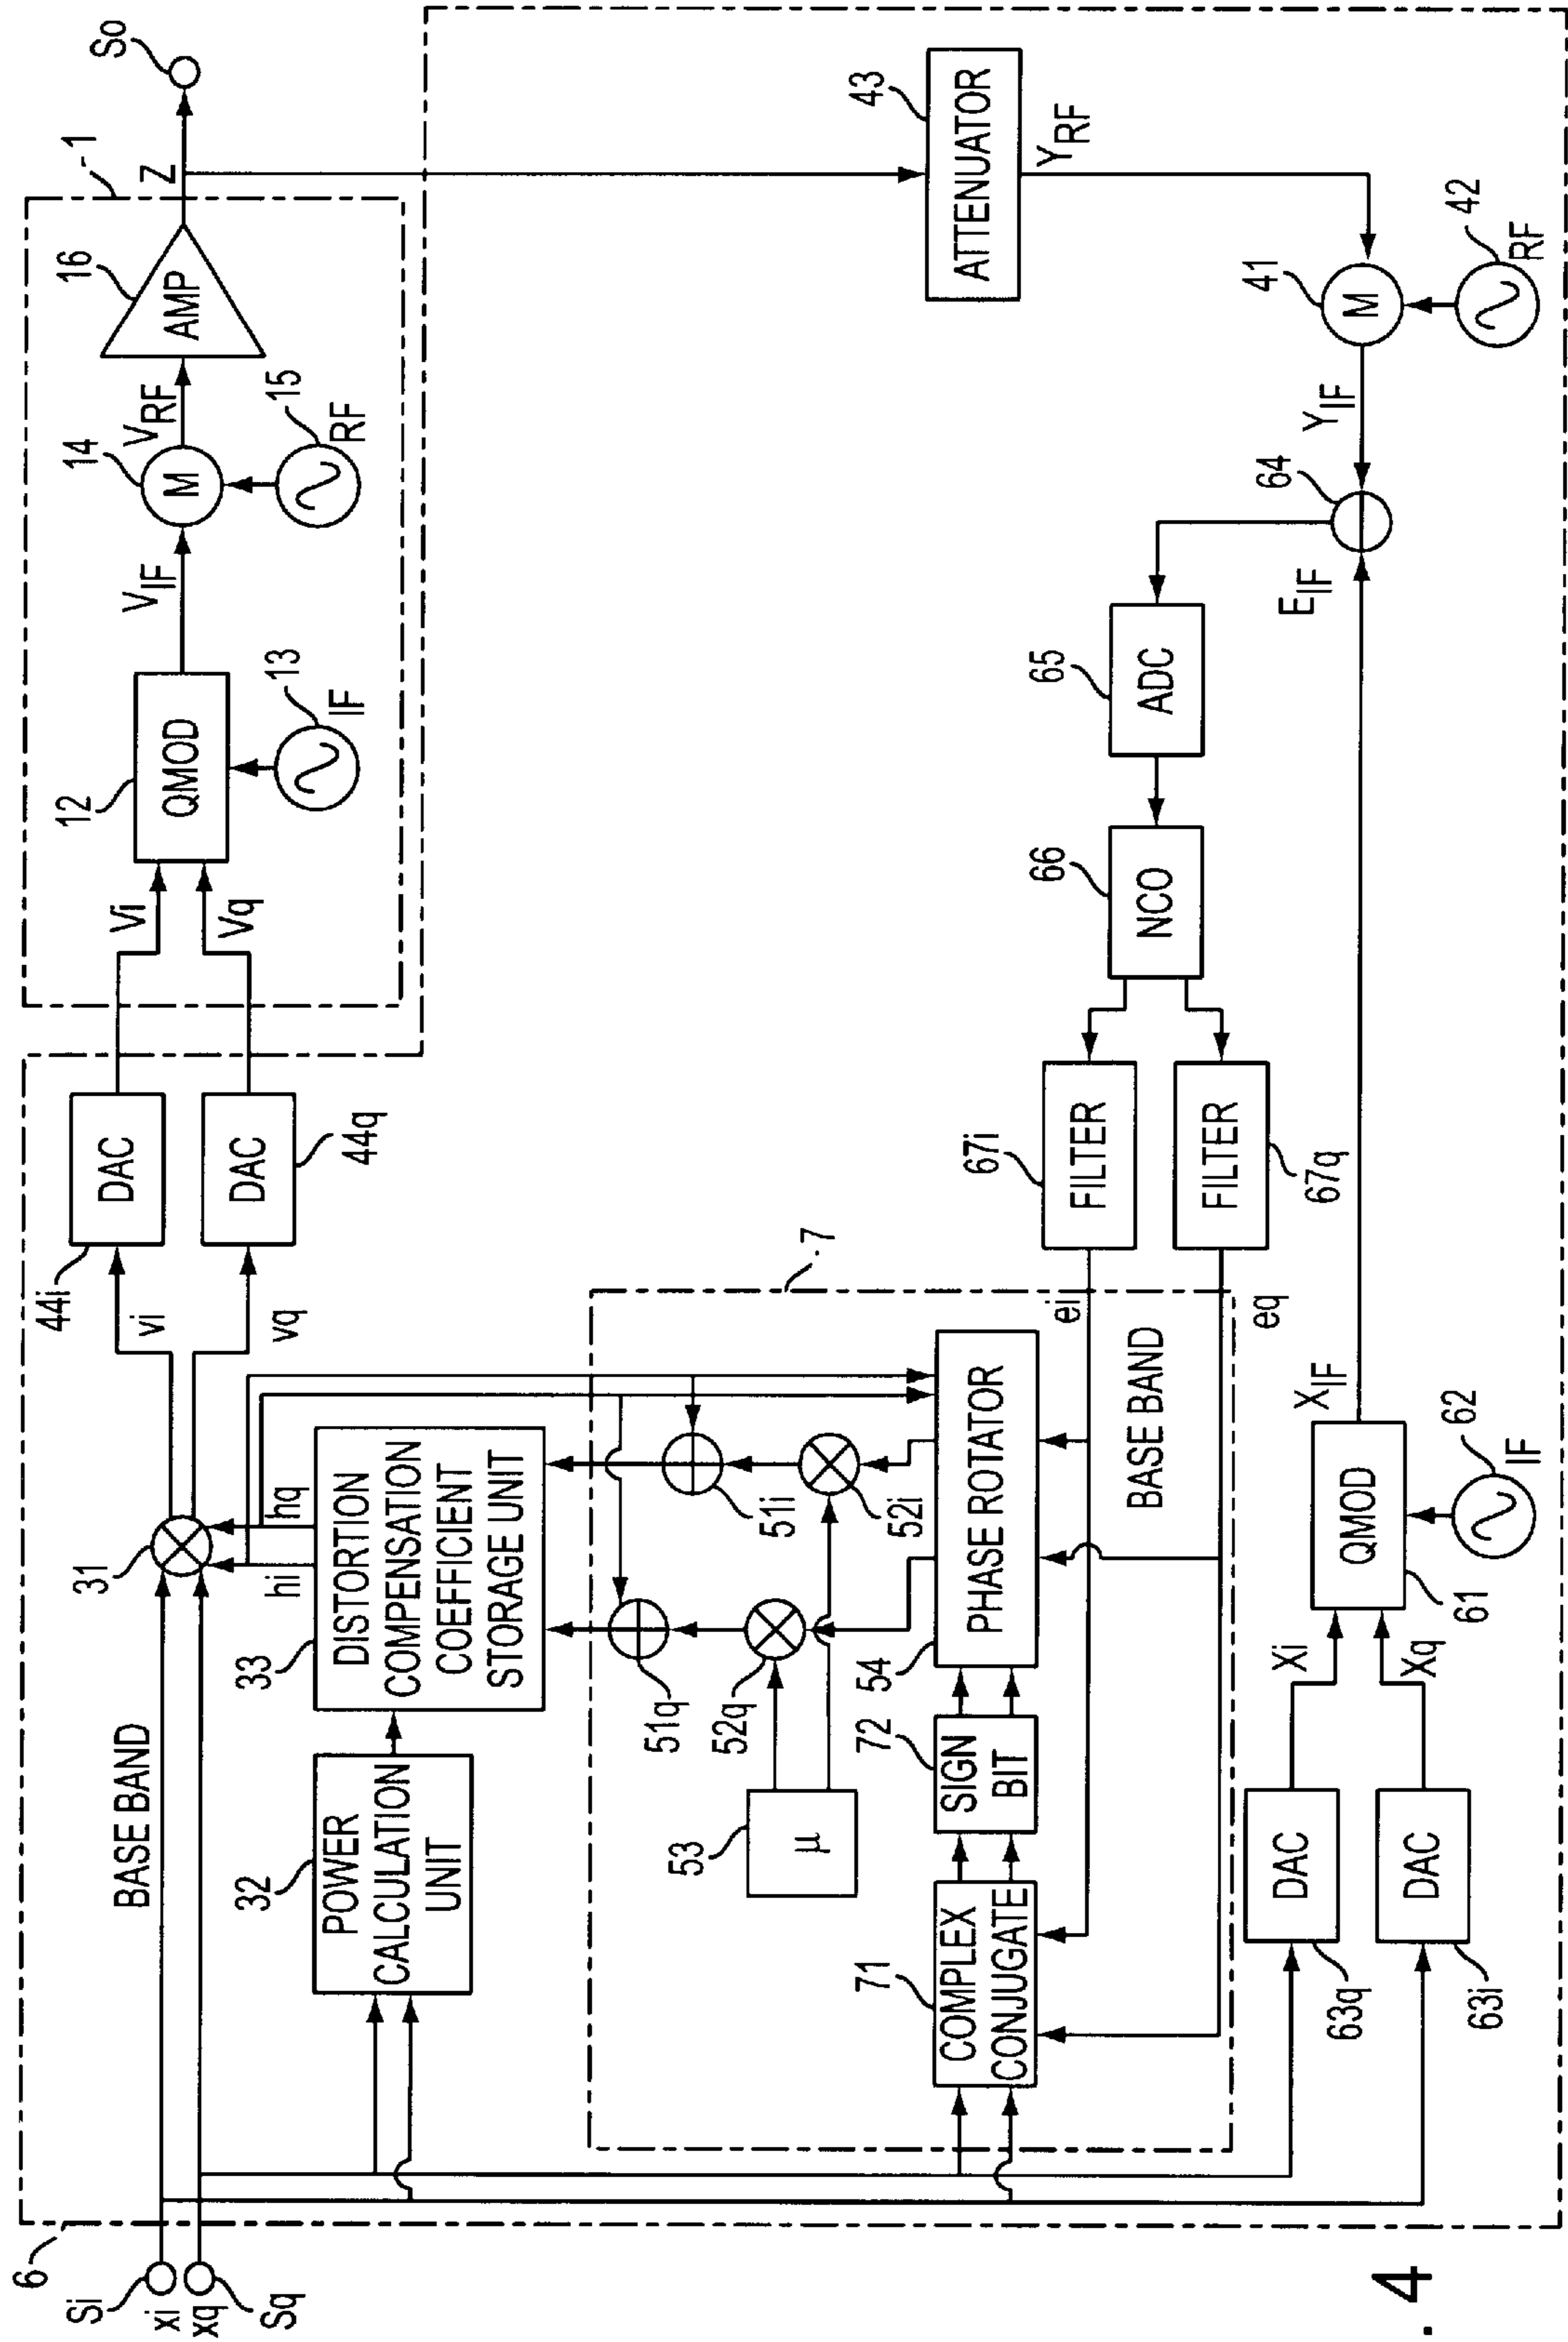 6
Si
xi
xq
Sq
BASE BAND
31
hi
hq
vi
vq
44i
DAC
DAC
44q
Vi
Vq
12
QMOD
13
IF
VIF
14
M
VRF
15
RF
16
AMP
1
Z
So
32
POWER
CALCULATION
UNIT
33
DISTORTION
COMPENSATION
COEFFICIENT
STORAGE UNIT
51q
52q
51i
52i
53
μ
7
71
COMPLEX
CONJUGATE
72
SIGN
BIT
54
PHASE ROTATOR
BASE BAND
ei
eq
67i
FILTER
FILTER
67q
66
NCO
65
ADC
43
ATTENUATOR
YRF
41
M
42
RF
YIF
64
EIF
XIF
63q
DAC
DAC
63i
Xi
Xq
61
QMOD
62
IF
. 4